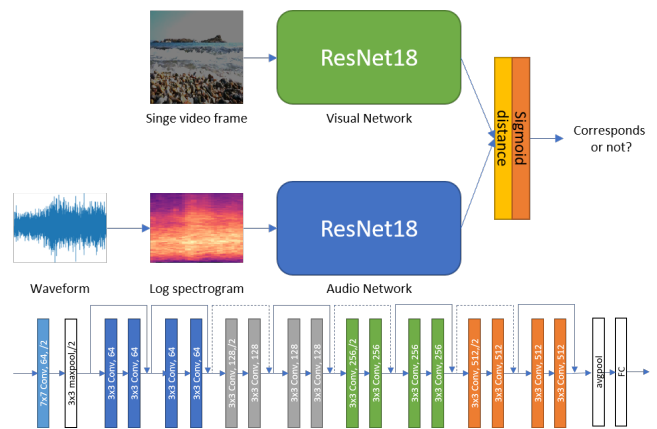 ResNet18
Singe video frame
Visual Network
distance
Sigmoid
Corresponds
or not?
ResNet18
Waveform
Log spectrogram
Audio Network
7x7 Conv, 64,/2
3x3 maxpool,/2
3x3 Conv, 64
3x3 Conv, 64
3x3 Conv, 64
3x3 Conv, 64
3x3 Conv, 128,/2
3x3 Conv, 128
3x3 Conv, 128
3x3 Conv, 128
3x3 Conv, 256,/2
3x3 Conv, 256
3x3 Conv, 256
3x3 Conv, 256
3x3 Conv, 512,/2
3x3 Conv, 512
3x3 Conv, 512
3x3 Conv, 512
avgpool
FC